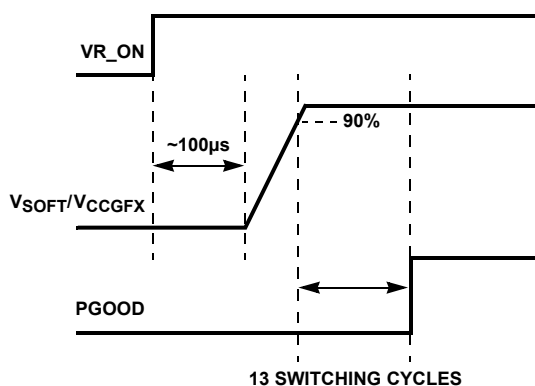 VR_ON
90%
~100µs
VSOFT/VCCGFX
PGOOD
13 SWITCHING CYCLES